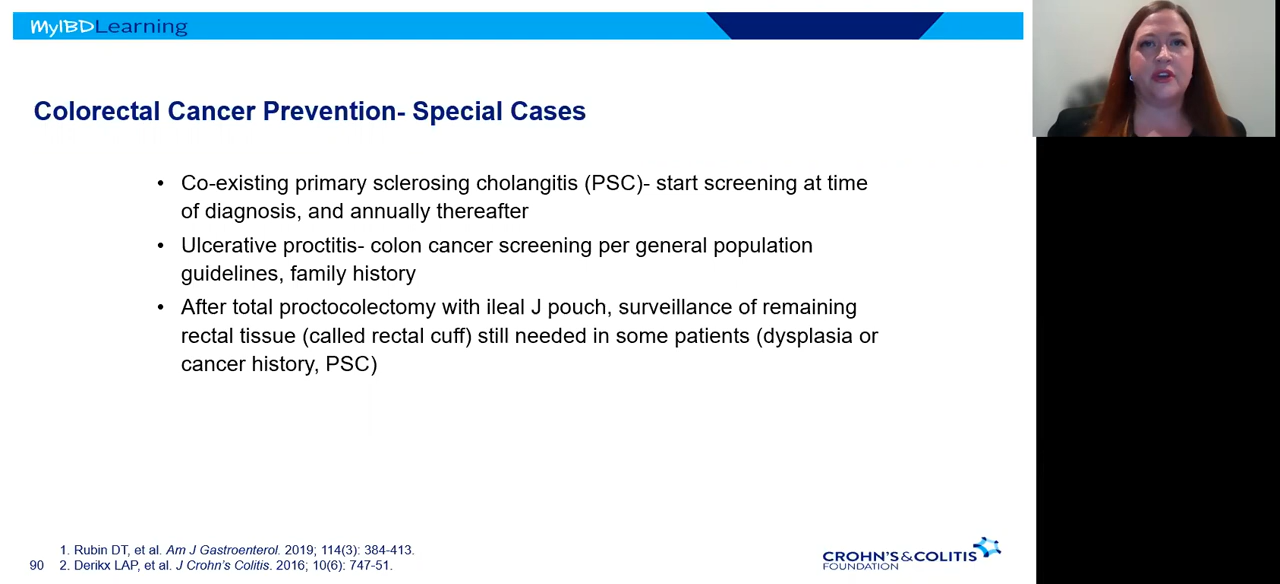 MyIBDLearning
Colorectal Cancer Prevention- Special Cases
• Co-existing primary sclerosing cholangitis (PSC)- start screening at time
of diagnosis, and annually thereafter
• Ulcerative proctitis- colon cancer screening per general population
guidelines, family history
• After total proctocolectomy with ileal J pouch, surveillance of remaining
rectal tissue (called rectal cuff) still needed in some patients (dysplasia or
cancer history, PSC)
1. Rubin DT, et al. Am J Gastroenterol. 2019; 114(3): 384-413.
90 2. Derikx LAP, et al. J Crohn's Colitis. 2016; 10(6): 747-51.
CROHN'S & COLITIS
FOUNDATION